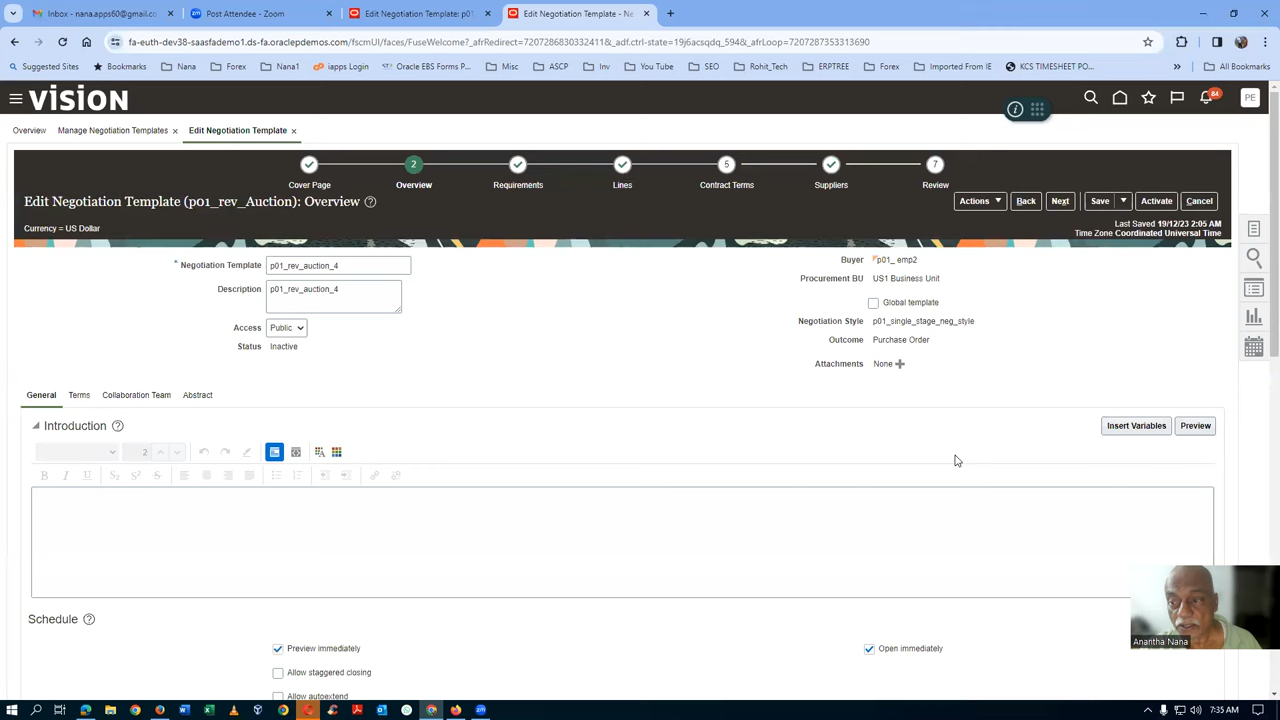 Inbox - nana.apps60@gmail.co
Post Attendee - Zoom
Edit Negotiation Template: p01
Edit Negotiation Template - Ne
fa-euth-dev38-saasfademo1.ds-fa.oraclepdemos.com/fscmUI/faces/FuseWelcome?_afrRedirect=7207286830332411&_adf.ctrl-state=19j6acsqdq_594&_afrLoop=7207287353313690
Suggested Sites
Bookmarks
Nana
Forex
Nana1
iapps Login
Oracle EBS Forms P...
Misc
ASCP
Inv
You Tube
SEO
Rohit_Tech
ERPTREE
Forex
Imported From IE
KCS TIMESHEET PO...
All Bookmarks
VISION
84
PE
Overview
Manage Negotiation Templates
Edit Negotiation Template
2
5
7
Cover Page
Overview
Requirements
Lines
Contract Terms
Suppliers
Review
Edit Negotiation Template (p01_rev_Auction): Overview
Actions
Back
Next
Save
Activate
Cancel
Currency = US Dollar
Last Saved 19/12/23 2:05 AM
Time Zone Coordinated Universal Time
* Negotiation Template p01_rev_auction_4
Description p01_rev_auction_4
Access Public
Status Inactive
Buyer p01_ emp2
Procurement BU US1 Business Unit
Global template
Negotiation Style p01_single_stage_neg_style
Outcome Purchase Order
Attachments None
General
Terms
Collaboration Team
Abstract
Introduction
Insert Variables
Preview
2
Schedule
Preview immediately
Open immediately
Allow staggered closing
Allow autoextend
Anantha Nana
7:35 AM